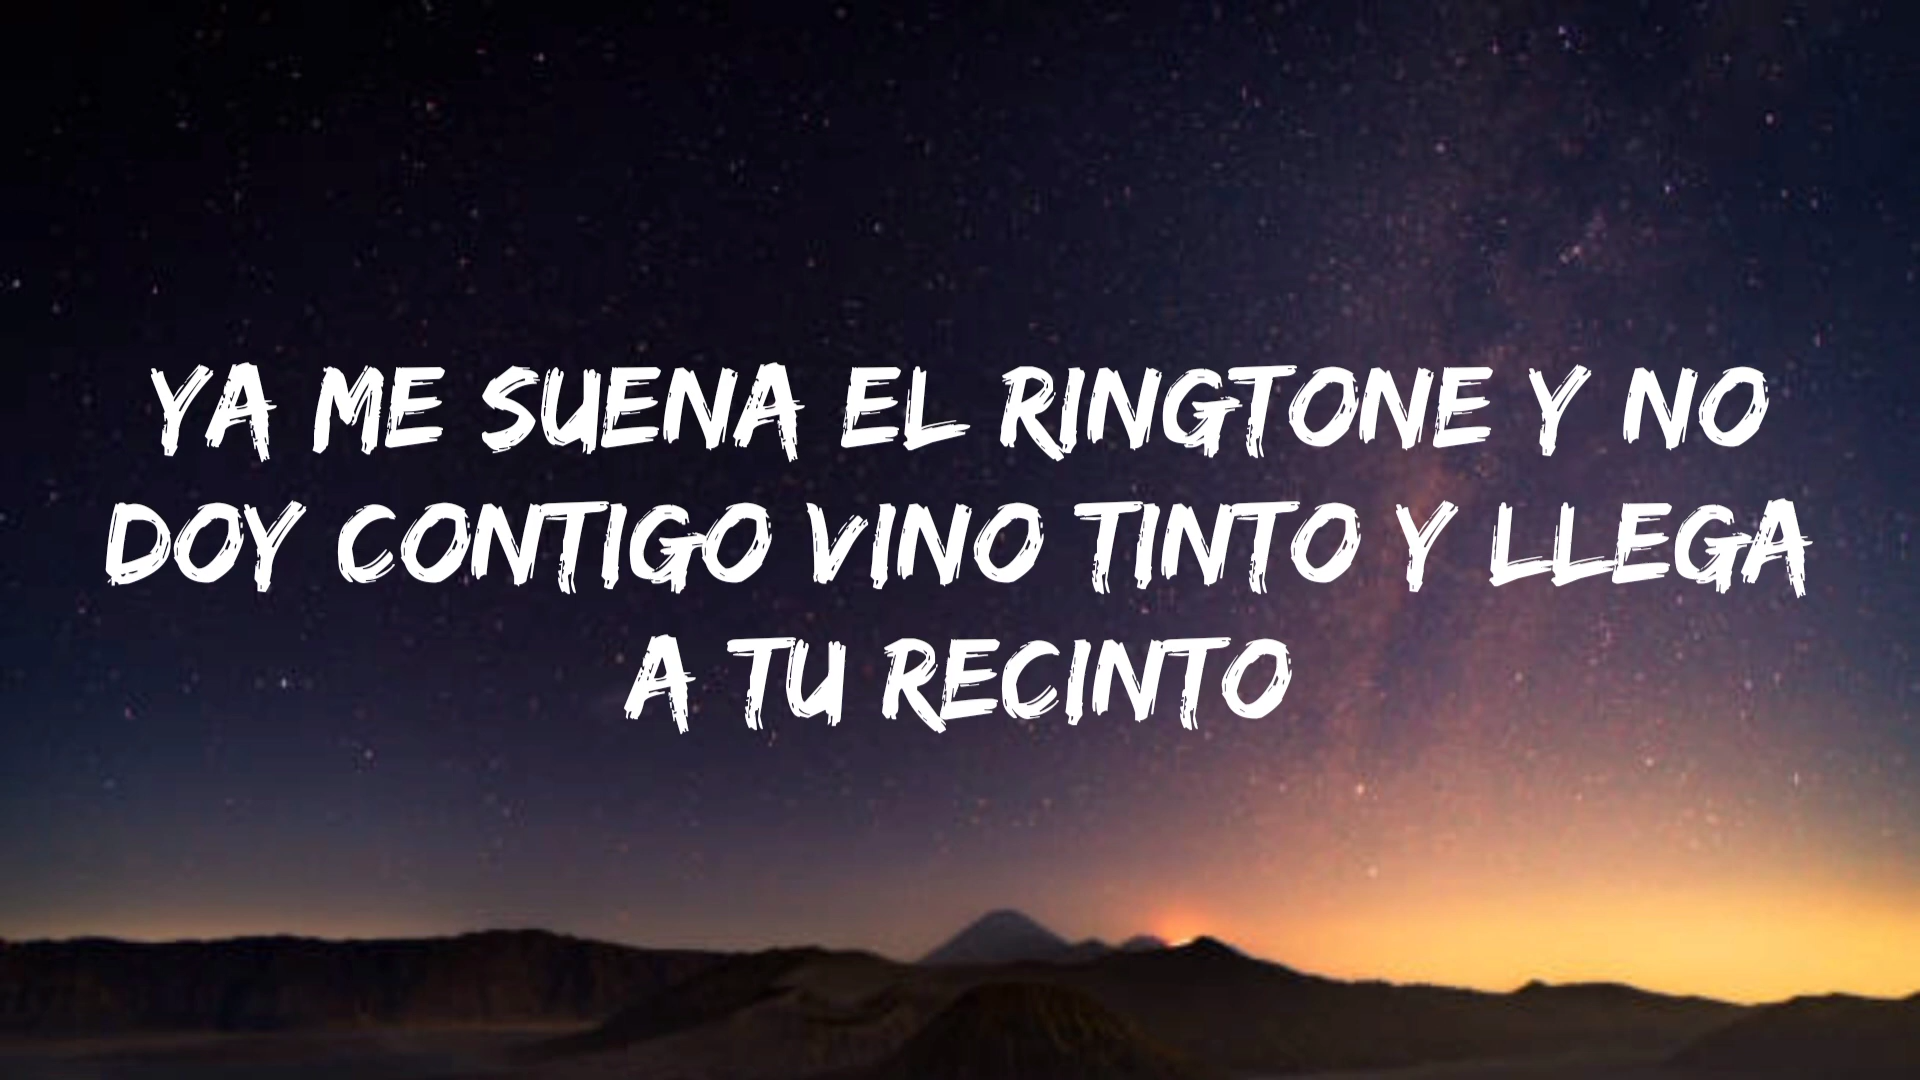 YA ME SUENA EL RINGTONE Y NO
DOY CONTIGO VINO TINTO Y LLEGA
A TU RECINTO